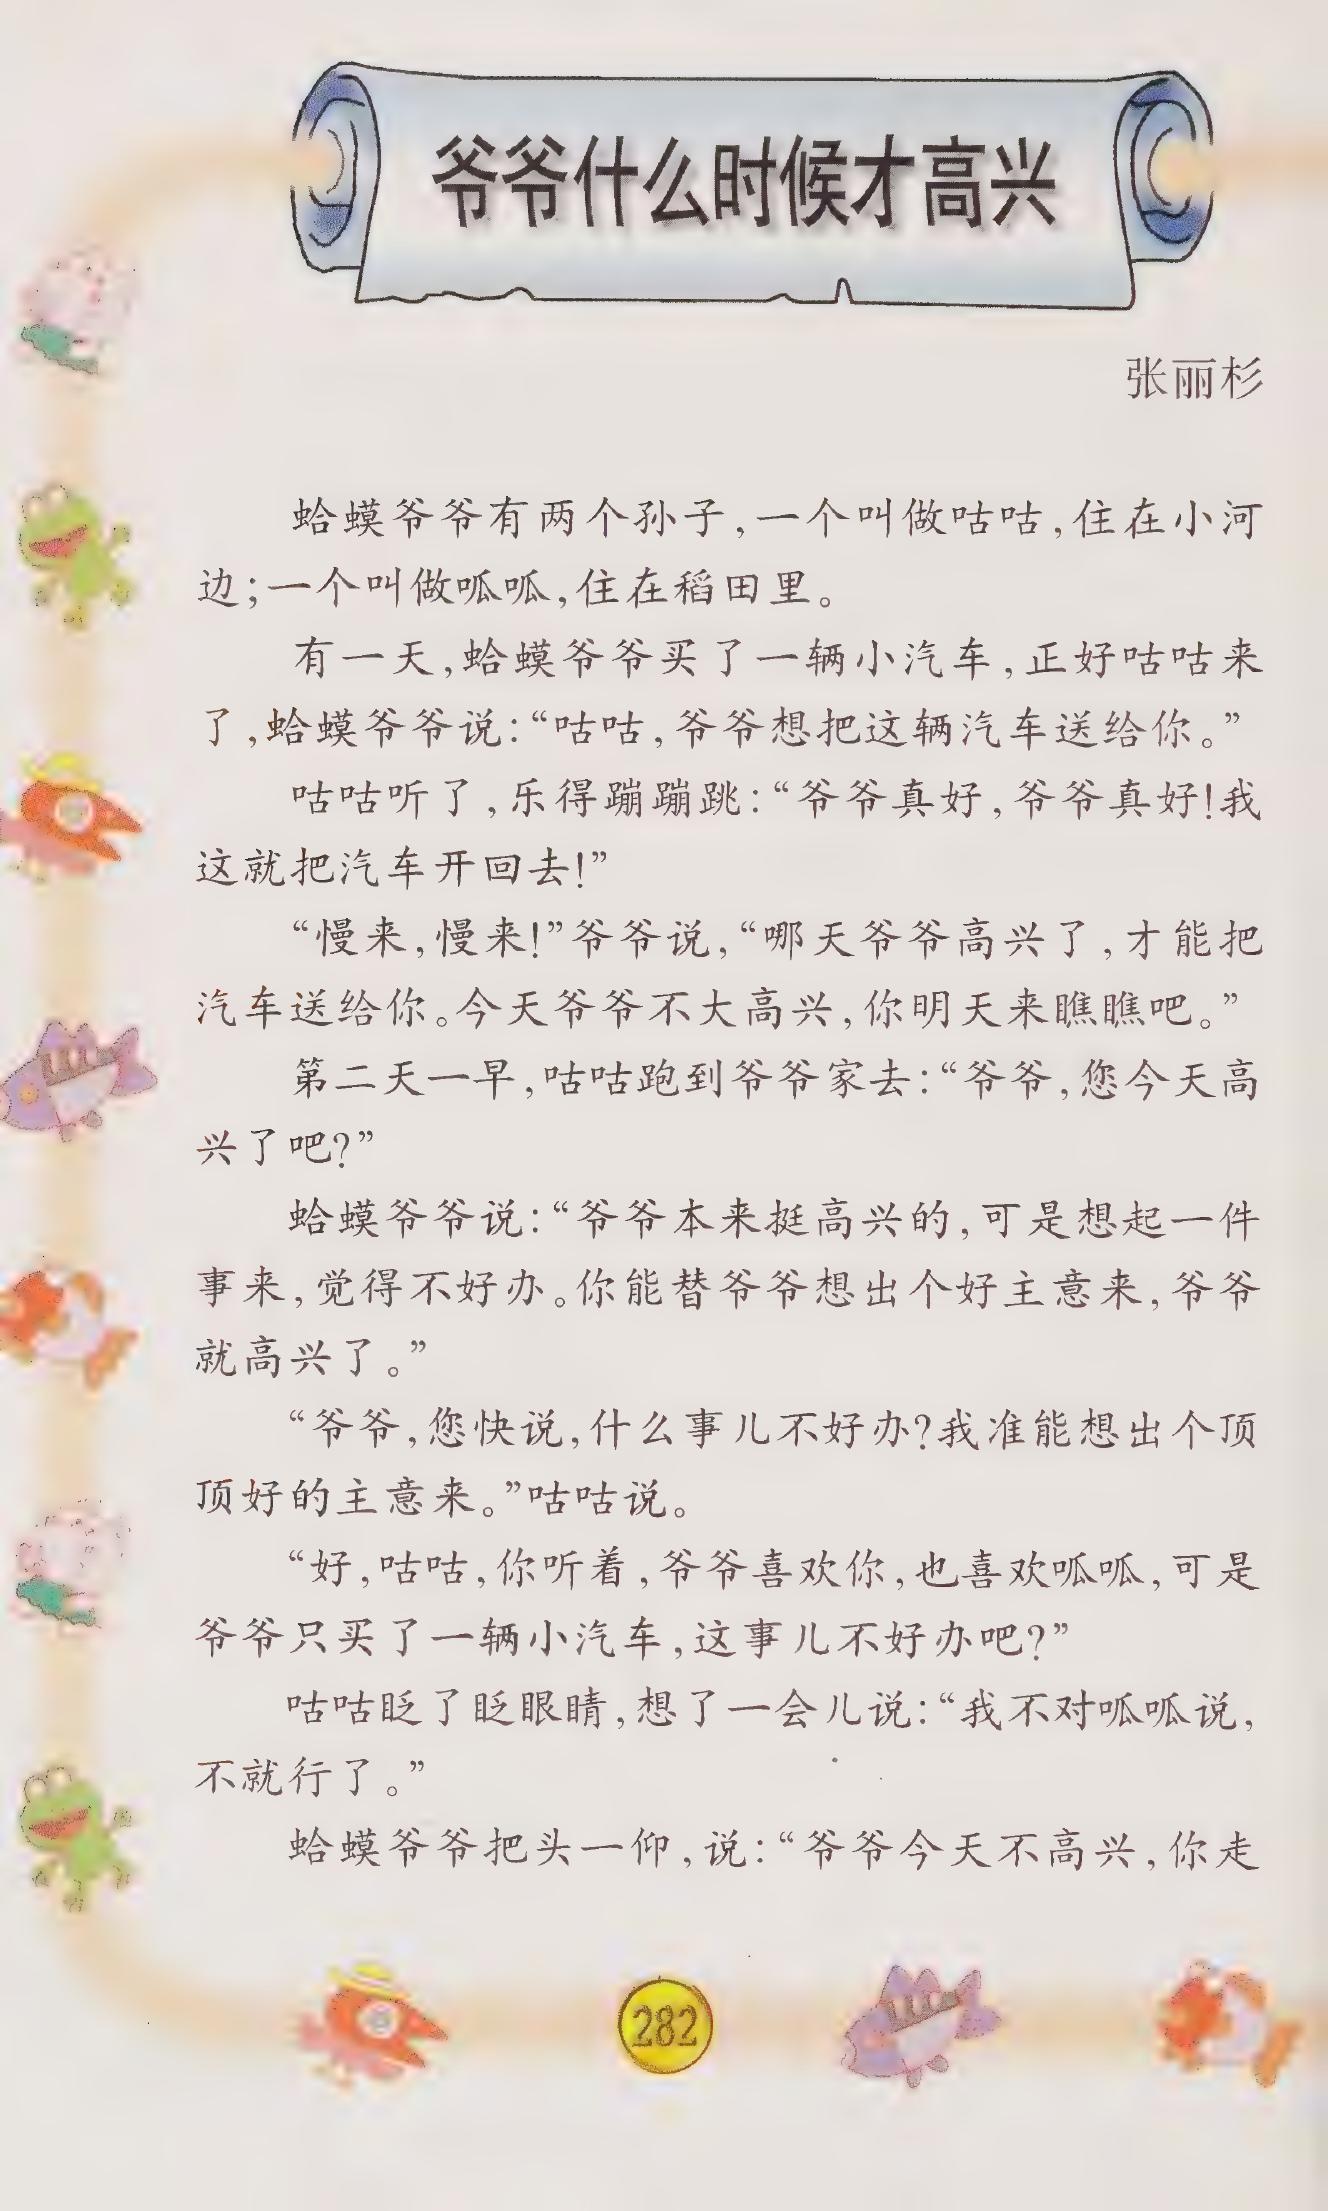 爷爷什么时候才高兴
张丽杉
蛤蟆爷爷有两个孙子,一个叫做咕咕,住在小河
边;一个叫做呱呱,住在稻田里。
有一天,蛤蟆爷爷买了一辆小汽车,正好咕咕来
了,蛤蟆爷爷说:“咕咕,爷爷想把这辆汽车送给你。”
咕咕听了,乐得蹦蹦跳:“爷爷真好,爷爷真好!我
这就把汽车开回去!”
“慢来,慢来!”爷爷说,“哪天爷爷高兴了,才能把
汽车送给你。今天爷爷不大高兴,你明天来瞧瞧吧。”
第二天一早,咕咕跑到爷爷家去:“爷爷,您今天高
兴了吧?”
蛤蟆爷爷说:“爷爷本来挺高兴的,可是想起一件
事来,觉得不好办。你能替爷爷想出个好主意来,爷爷
就高兴了。”
“爷爷,您快说,什么事儿不好办?我准能想出个顶
顶好的主意来。”咕咕说。
“好,咕咕,你听着,爷爷喜欢你,也喜欢呱呱,可是
爷爷只买了一辆小汽车,这事儿不好办吧?”
咕咕眨了眨眼睛,想了一会儿说:“我不对呱呱说,
不就行了。”
蛤蟆爷爷把头一仰,说:“爷爷今天不高兴,你走
282